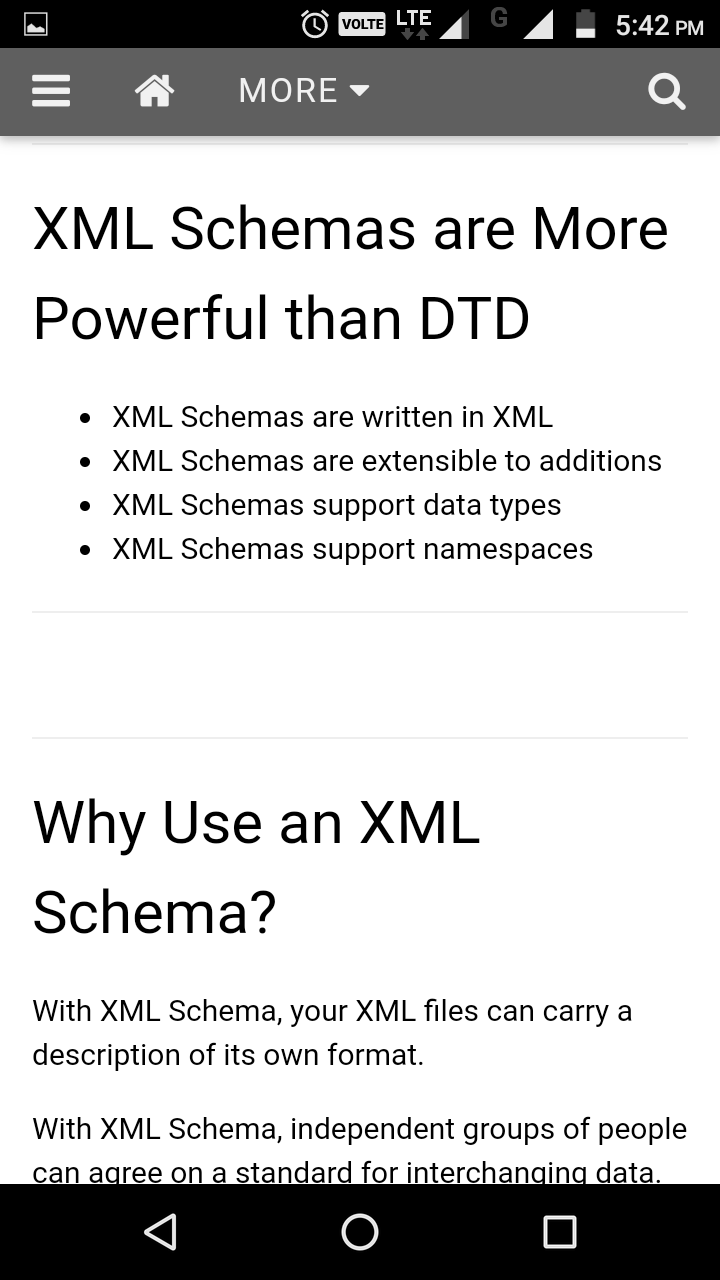 VOLTE LTE G 5:42 PM
MORE
XML Schemas are More
Powerful than DTD
• XML Schemas are written in XML
• XML Schemas are extensible to additions
• XML Schemas support data types
• XML Schemas support namespaces
Why Use an XML
Schema?
With XML Schema, your XML files can carry a
description of its own format.
With XML Schema, independent groups of people
can agree on a standard for interchanging data.